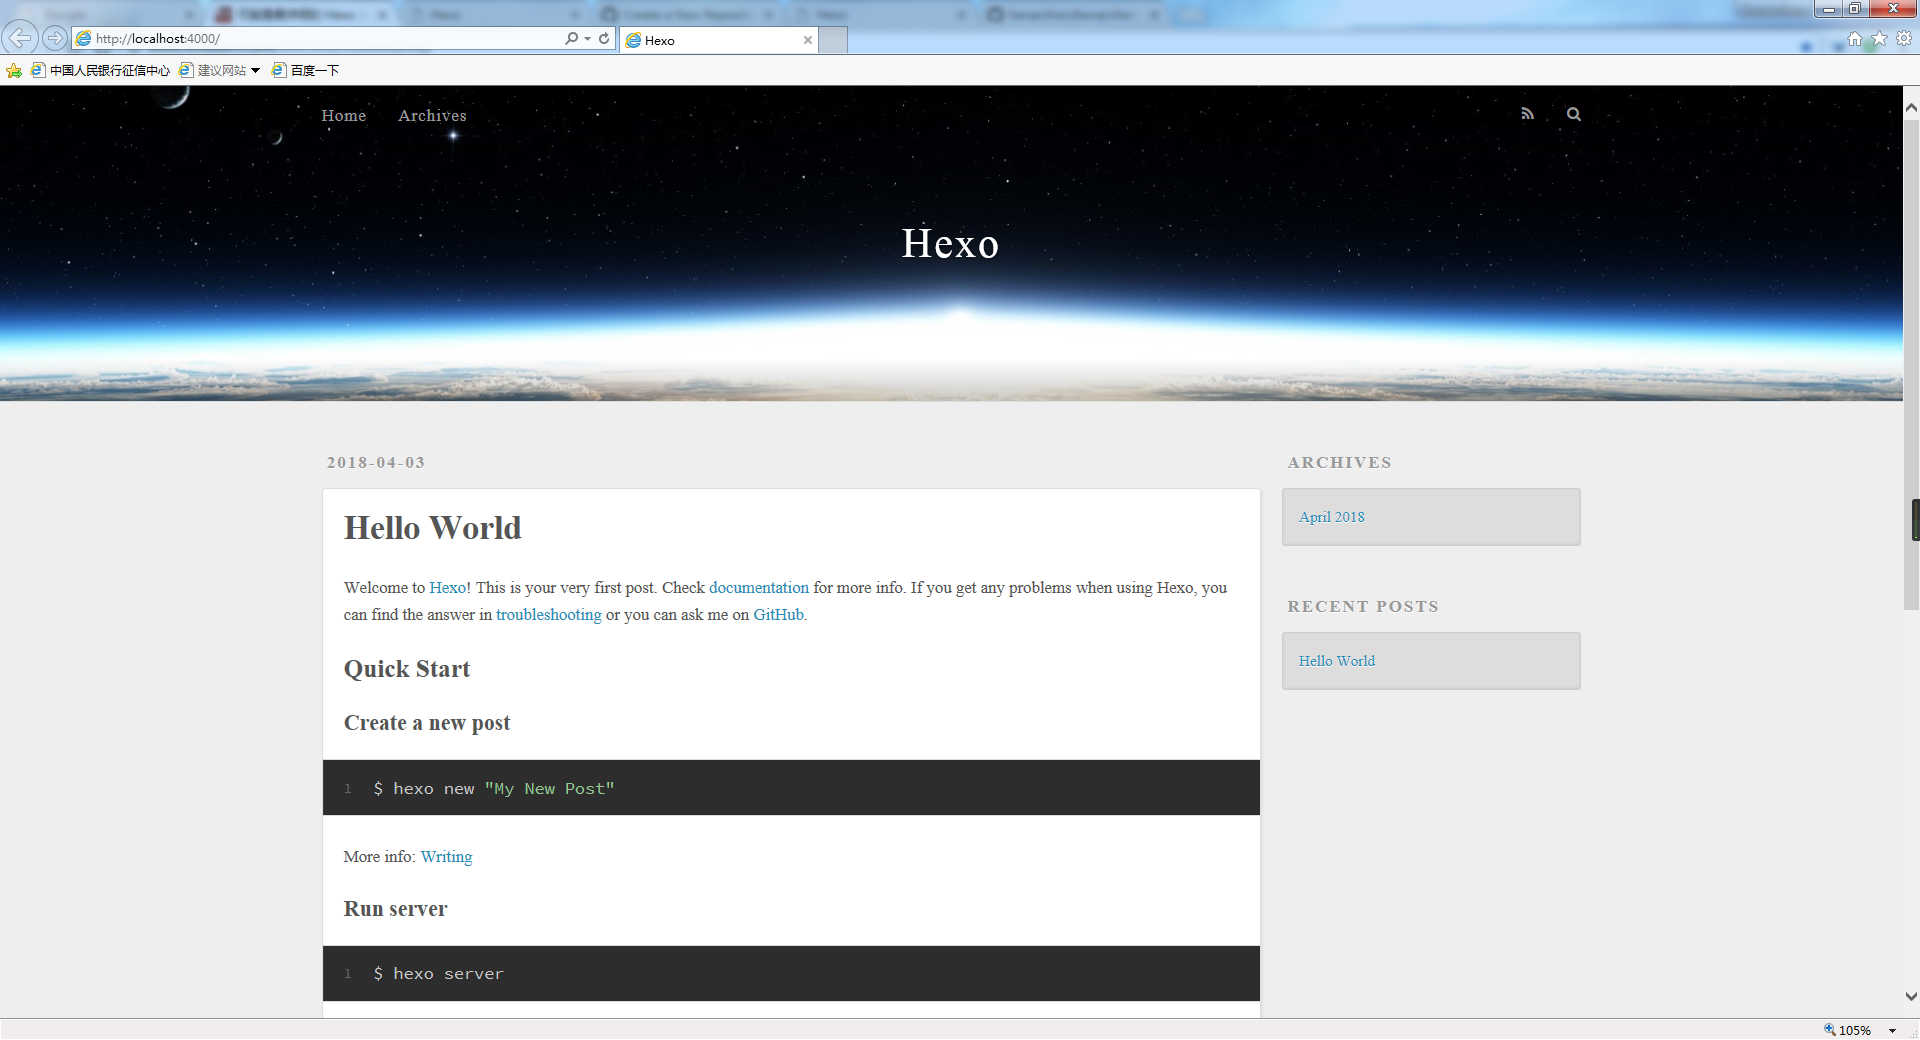 http://localhost:4000/
Hexo
中国人民银行征信中心 建议网站 百度一下
Home Archives
Hexo
2018-04-03
Hello World
Welcome to Hexo! This is your very first post. Check documentation for more info. If you get any problems when using Hexo, you
can find the answer in troubleshooting or you can ask me on GitHub.
Quick Start
Create a new post
1 $ hexo new "My New Post"
More info: Writing
Run server
1 $ hexo server
ARCHIVES
April 2018
RECENT POSTS
Hello World
105%